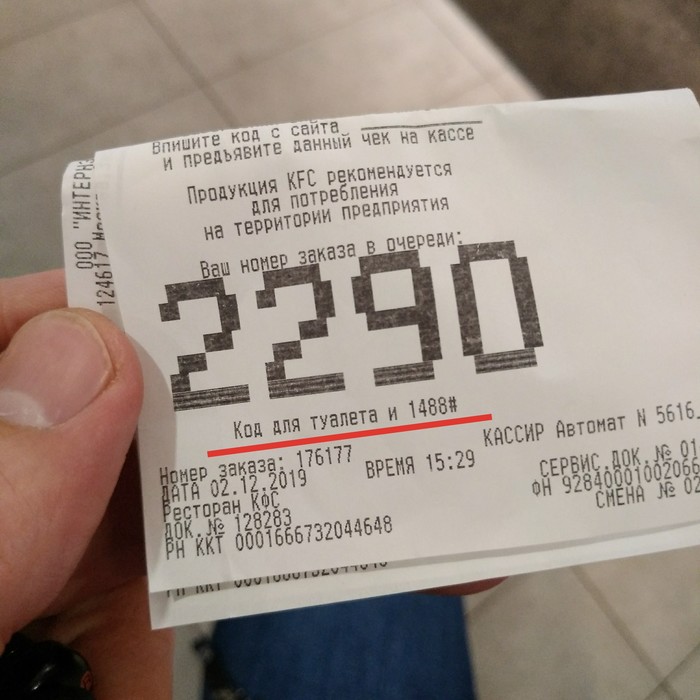 Впишите код с сайта
и предъявите данный чек на кассе
Продукция KFC рекомендуется
для потребления
на территории предприятия
Ваш номер заказа в очереди:
2290
Код для туалета и 1488#
КАССИР Автомат N 5616.
Номер заказа: 176177
ДАТА 02.12.2019
ВРЕМЯ 15:29
СЕРВИС.ДОК.№ 01
Ресторан КФС
ФН 92840001002066
ДОК.№ 128283
СМЕНА № 02
РН ККТ 0001666732044648
ООО "ИНТЕРНЭ
124617